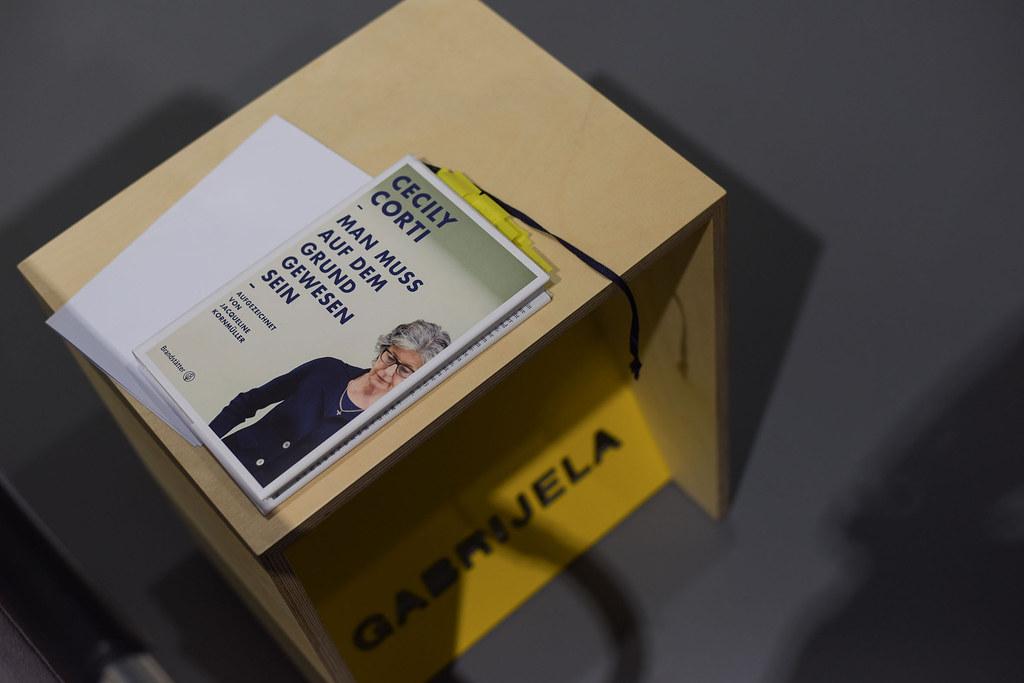 CECILY
CORTI
–
MAN MUSS
AUF DEM
GRUND
GEWESEN
SEIN
–
AUFGEZEICHNET
VON
JACQUELINE
KORNMÜLLER
Brandstätter
GABRIJELA